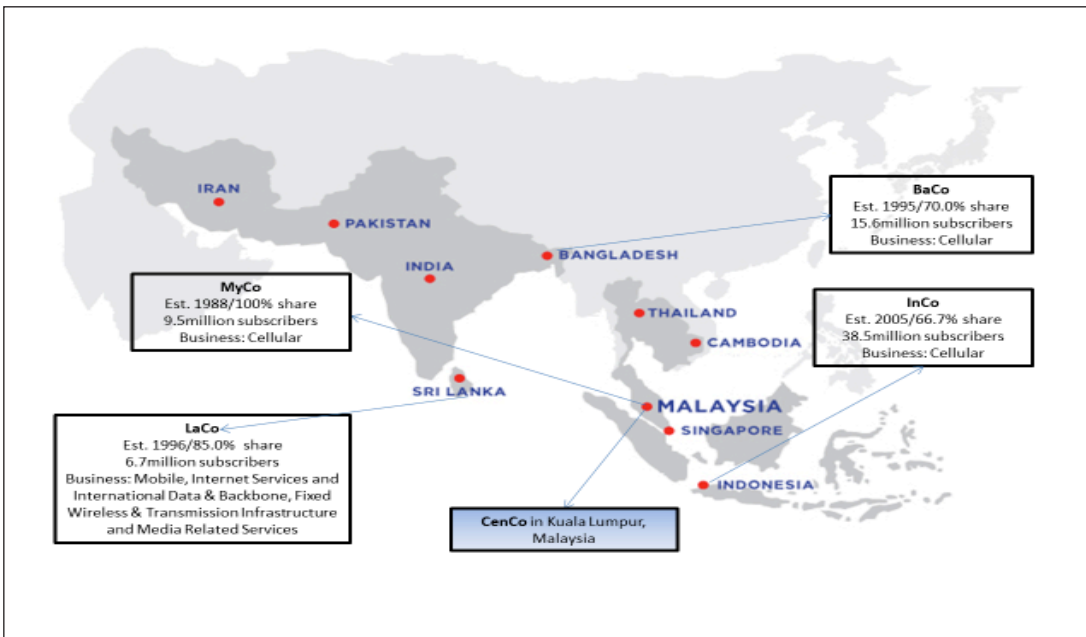 IRAN
PAKISTAN
INDIA
BANGLADESH
THAILAND
CAMBODIA
SRI LANKA
MALAYSIA
SINGAPORE
INDONESIA
BaCo
Est. 1995/70.0% share
15.6million subscribers
Business: Cellular
MyCo
Est. 1988/100% share
9.5million subscribers
Business: Cellular
InCo
Est. 2005/66.7% share
38.5million subscribers
Business: Cellular
LaCo
Est. 1996/85.0% share
6.7million subscribers
Business: Mobile, Internet Services and
International Data & Backbone, Fixed
Wireless & Transmission Infrastructure
and Media Related Services
CenCo in Kuala Lumpur,
Malaysia